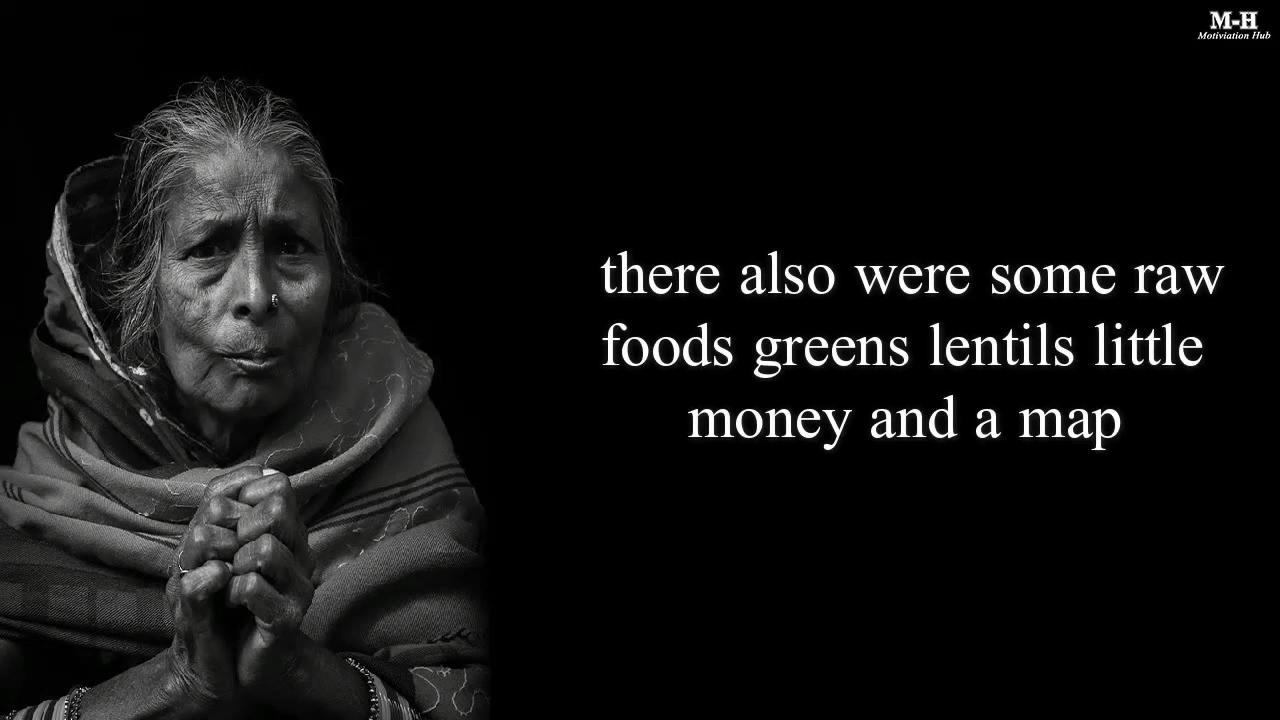 M-H
Motiviation Hub
there also were some raw
foods greens lentils little
money and a map